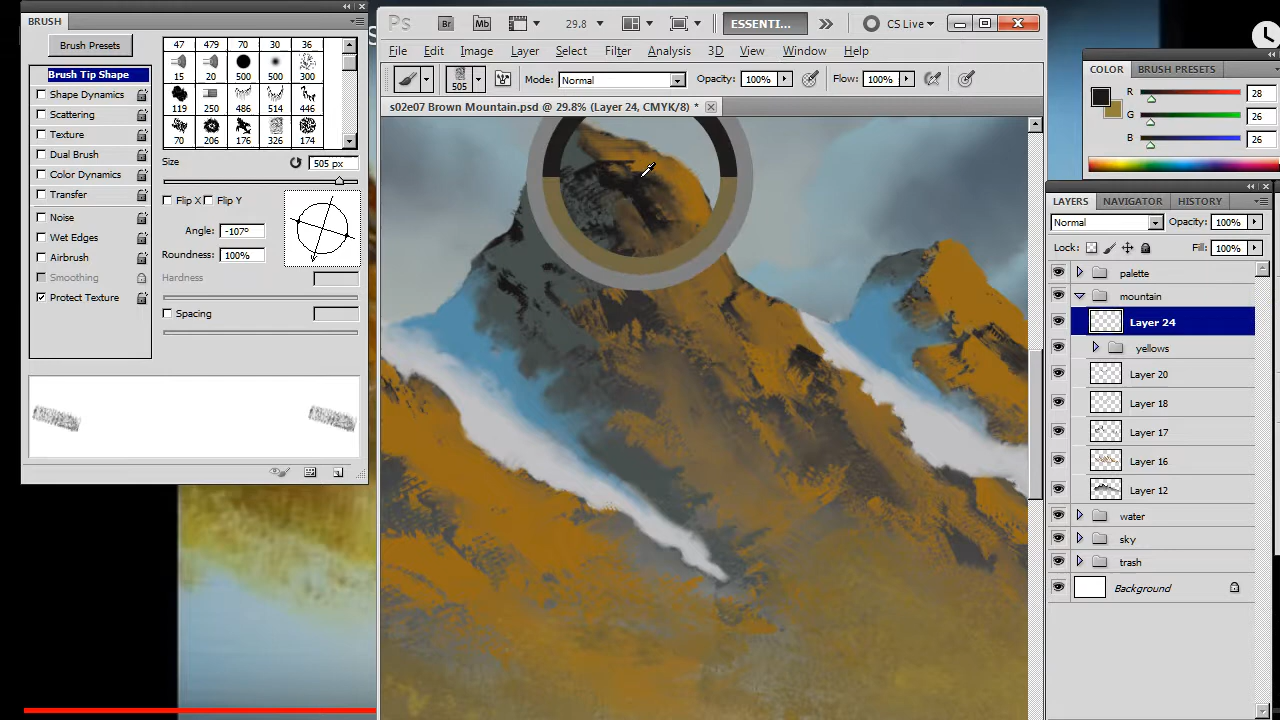 BRUSH
Brush Presets
47 479 70 30 36
15 20 500 500 300
119 250 486 514 446
70 206 176 326 174
Brush Tip Shape
Shape Dynamics
Scattering
Texture
Dual Brush
Color Dynamics
Transfer
Noise
Wet Edges
Airbrush
Smoothing
Protect Texture
Size
505 px
Flip X
Flip Y
Angle:
-107°
Roundness:
100%
Hardness
Spacing
Ps
Br
Mb
29.8
ESSENTI...
CS Live
File Edit Image Layer Select Filter Analysis 3D View Window Help
505
Mode: Normal
Opacity: 100%
Flow: 100%
s02e07 Brown Mountain.psd @ 29.8% (Layer 24, CMYK/8) *
COLOR
BRUSH PRESETS
R 28
G 26
B 26
LAYERS NAVIGATOR HISTORY
Normal
Opacity: 100%
Lock:
Fill: 100%
palette
mountain
Layer 24
yellows
Layer 20
Layer 18
Layer 17
Layer 16
Layer 12
water
sky
trash
Background